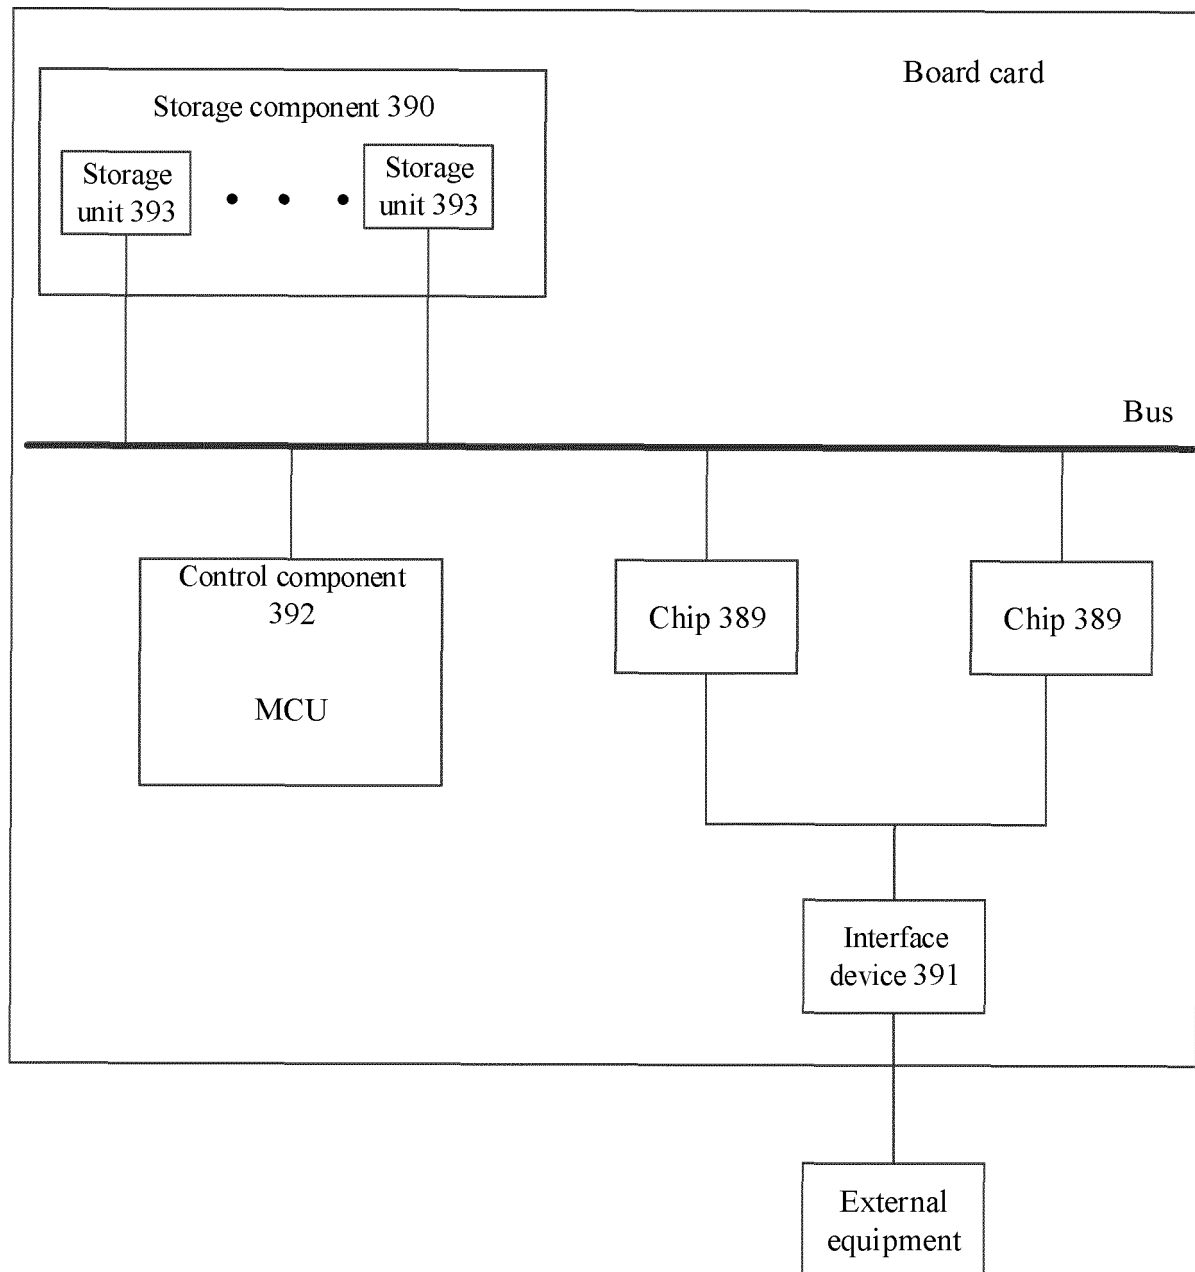 Board card
Storage component 390
Storage
unit 393
Storage
unit 393
Bus
Control component
392
MCU
Chip 389
Chip 389
Interface
device 391
External
equipment